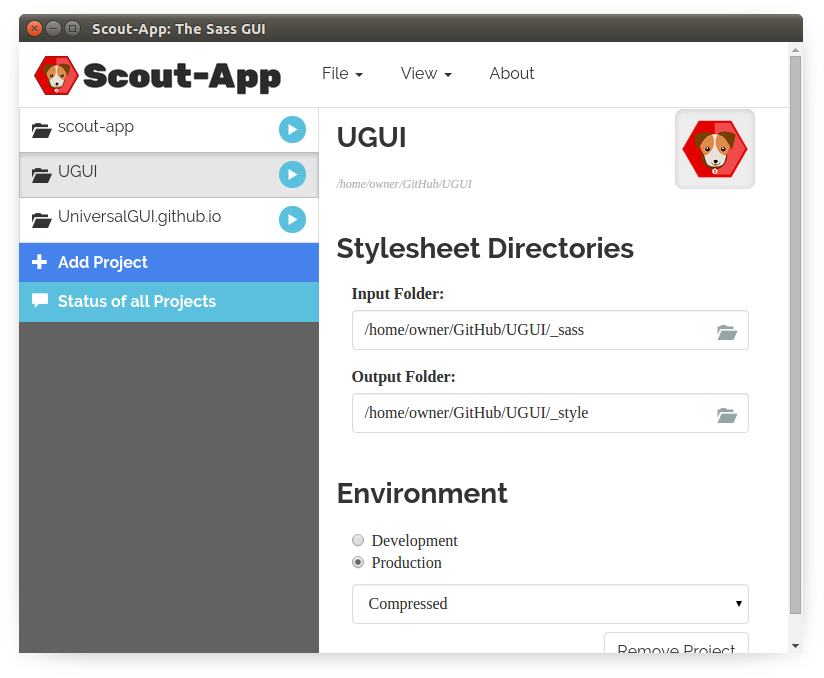 Scout-App: The Sass GUI
Scout-App
File
View
About
scout-app
UGUI
UniversalGUI.github.io
Add Project
Status of all Projects
UGUI
/home/owner/GitHub/UGUI
Stylesheet Directories
Input Folder:
/home/owner/GitHub/UGUI/_sass
Output Folder:
/home/owner/GitHub/UGUI/_style
Environment
Development
Production
Compressed
Remove Project